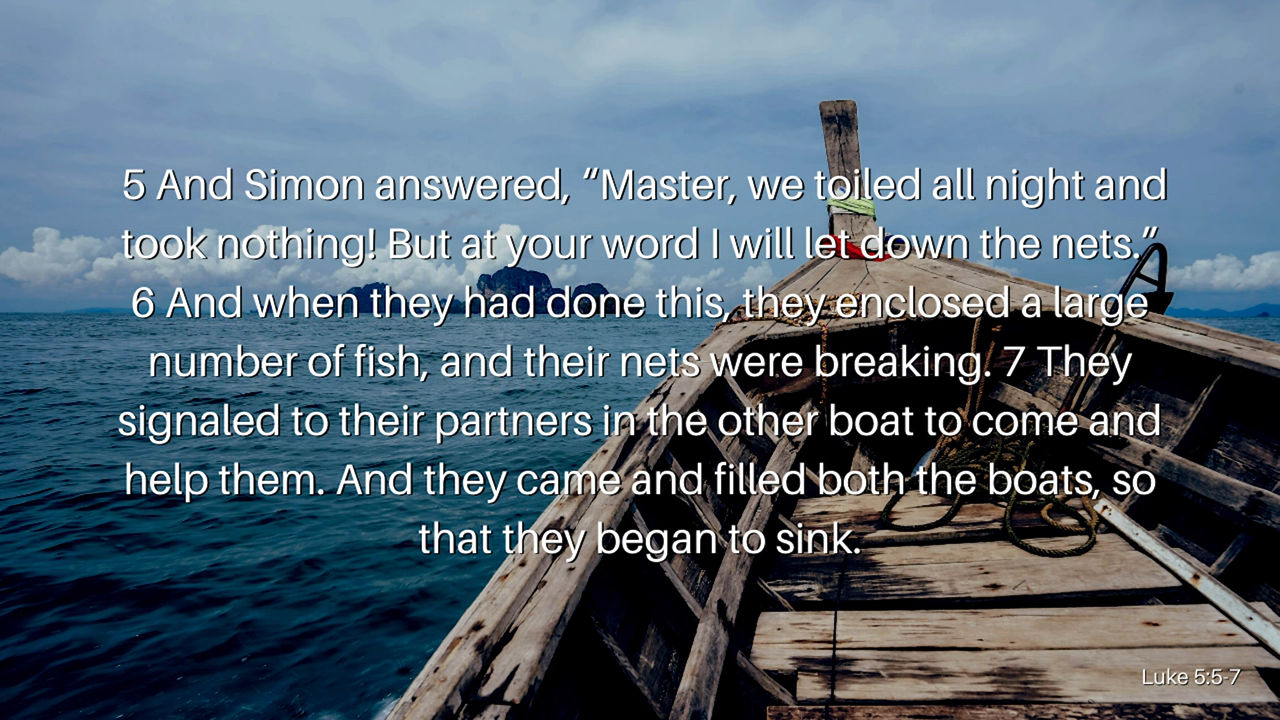 5 And Simon answered, “Master, we toiled all night and
took nothing! But at your word I will let down the nets.”
6 And when they had done this, they enclosed a large
number of fish, and their nets were breaking. 7 They
signaled to their partners in the other boat to come and
help them. And they came and filled both the boats, so
that they began to sink.
Luke 5:5-7